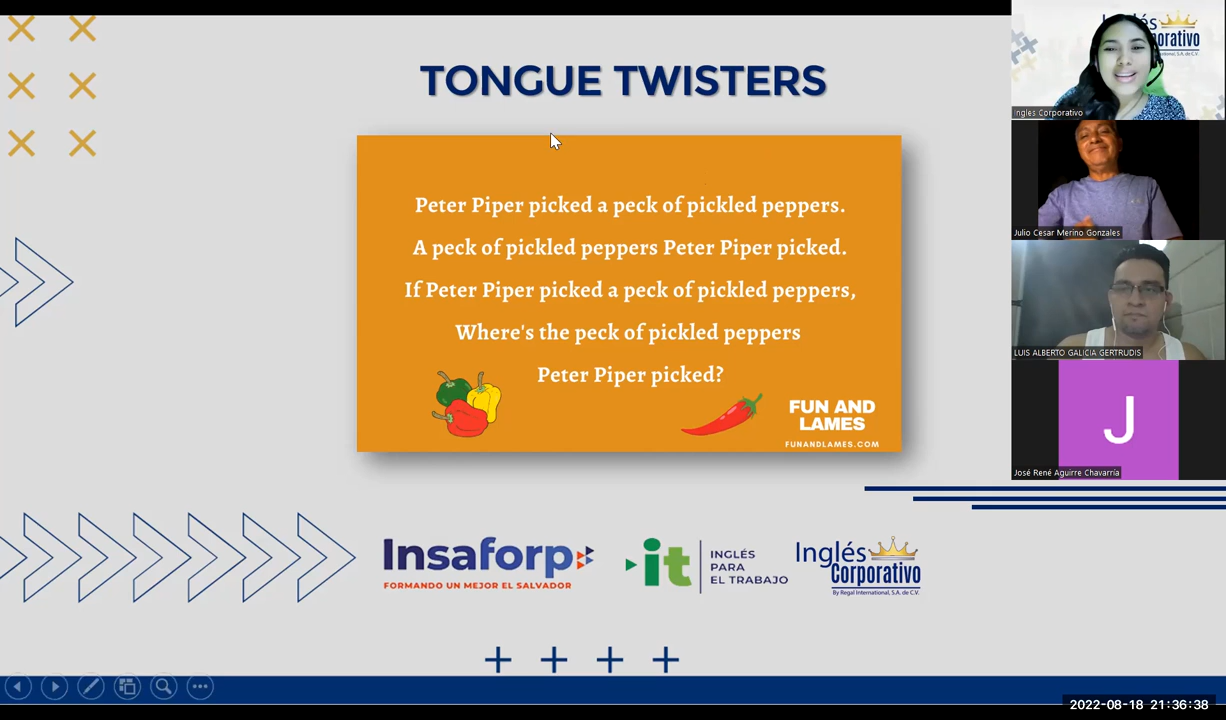 TONGUE TWISTERS
Peter Piper picked a peck of pickled peppers.
A peck of pickled peppers Peter Piper picked.
If Peter Piper picked a peck of pickled peppers,
Where's the peck of pickled peppers
Peter Piper picked?
FUN AND
LAMES
FUNANDLAMES.COM
Insaforp
FORMANDO UN MEJOR EL SALVADOR
it
INGLÉS
PARA
EL TRABAJO
Inglés
Corporativo
By Regal International, S.A. de C.V.
Ingles Corporativo
Julio Cesar Merino Gonzales
LUIS ALBERTO GALICIA GERTRUDIS
J
José René Aguirre Chavarría
2022-08-18 21:36:38